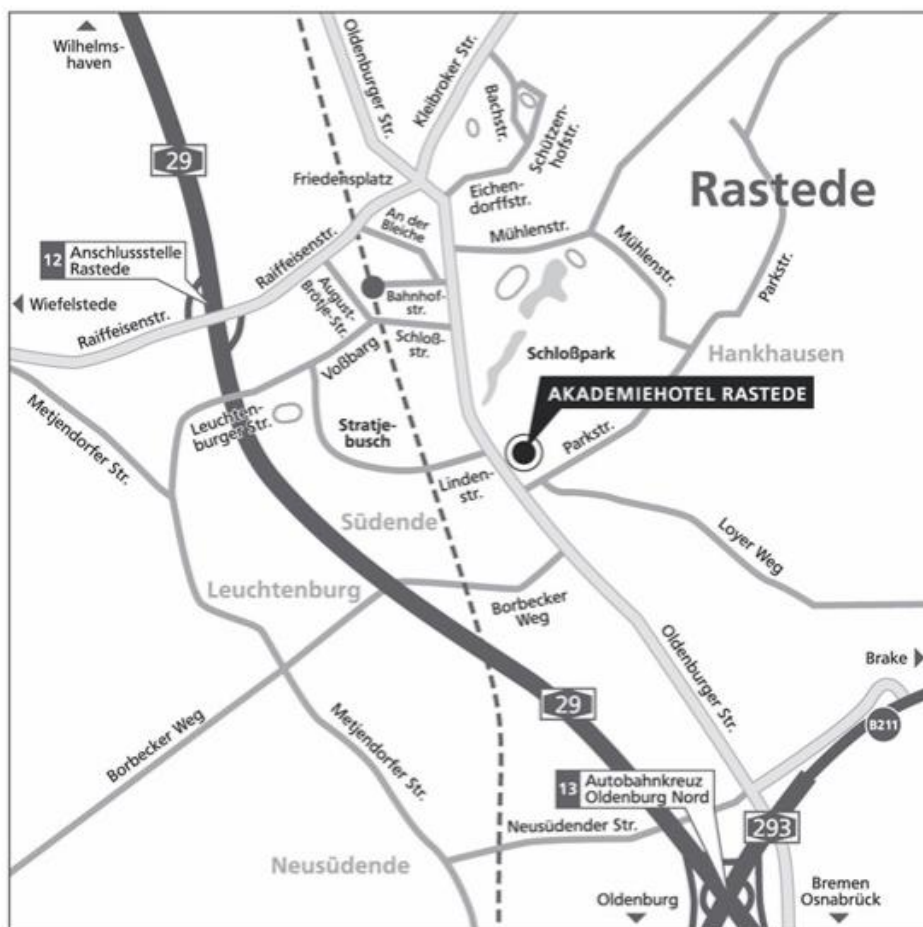 Wilhelms-
haven
Oldenburger Str.
Kleibroker Str.
Bachstr.
Schützen-
hofstr.
29
Friedensplatz
Eichen-
dorffstr.
Rastede
An der
Bleiche
Mühlenstr.
Mühlenstr.
12
Anschlussstelle
Rastede
Raiffeisenstr.
Parkstr.
Wiefelstede
Raiffeisenstr.
August-
Brötje-Str.
Bahnhof-
str.
Schloß-
str.
Voßbarg
Schloßpark
Hankhausen
AKADEMIEHOTEL RASTEDE
Metjendorfer Str.
Leuchten-
burger Str.
Stratje-
busch
Parkstr.
Linden-
str.
Südende
Loyer Weg
Leuchtenburg
Borbecker
Weg
Oldenburger Str.
Brake
29
B211
Borbecker Weg
Metjendorfer Str.
13
Autobahnkreuz
Oldenburg Nord
Neusüdender Str.
293
Neusüdende
Oldenburg
Bremen
Osnabrück